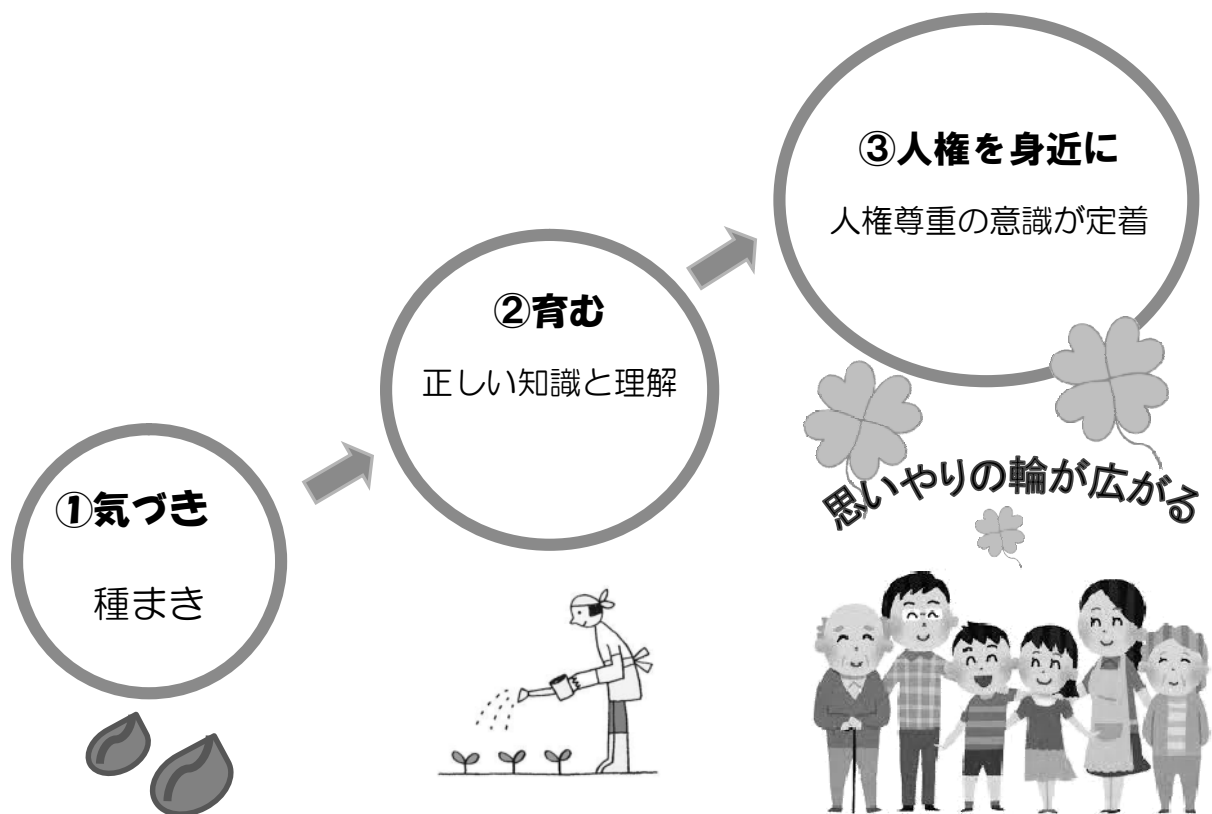 ①気づき
種まき
②育む
正しい知識と理解
③人権を身近に
人権尊重の意識が定着
思いやりの輪が広がる